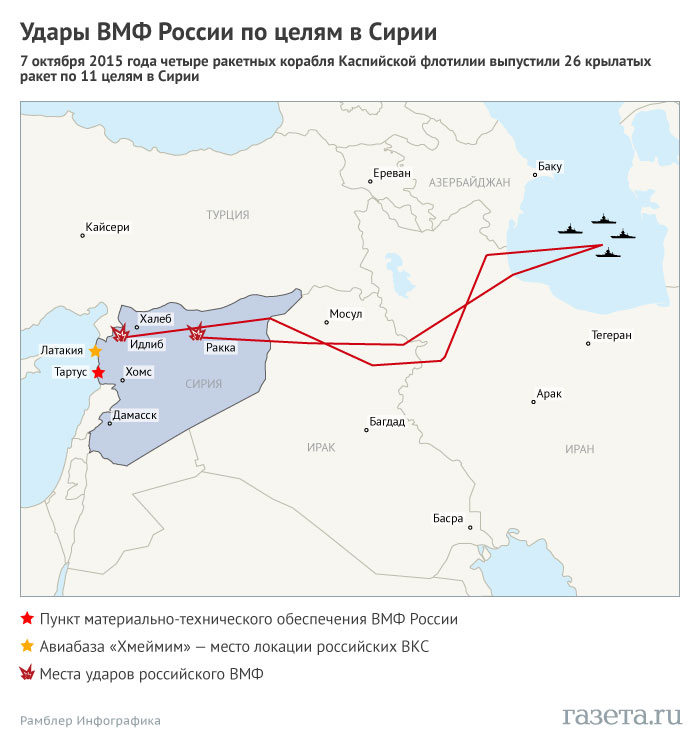 Удары ВМФ России по целям в Сирии
7 октября 2015 года четыре ракетных корабля Каспийской флотилии выпустили 26 крылатых
ракет по 11 целям в Сирии
Баку
Ереван
АЗЕРБАЙДЖАН
ТУРЦИЯ
Кайсери
Мосул
Халеб
Идлиб
Ракка
Латакия
Тегеран
Тартус
Хомс
СИРИЯ
Арак
Дамасск
Багдад
ИРАК
ИРАН
Басра
Пункт материально-технического обеспечения ВМФ России
Авиабаза «Хмеймим» — место локации российских ВКС
Места ударов российского ВМФ
Рамблер Инфографика
газета.ru